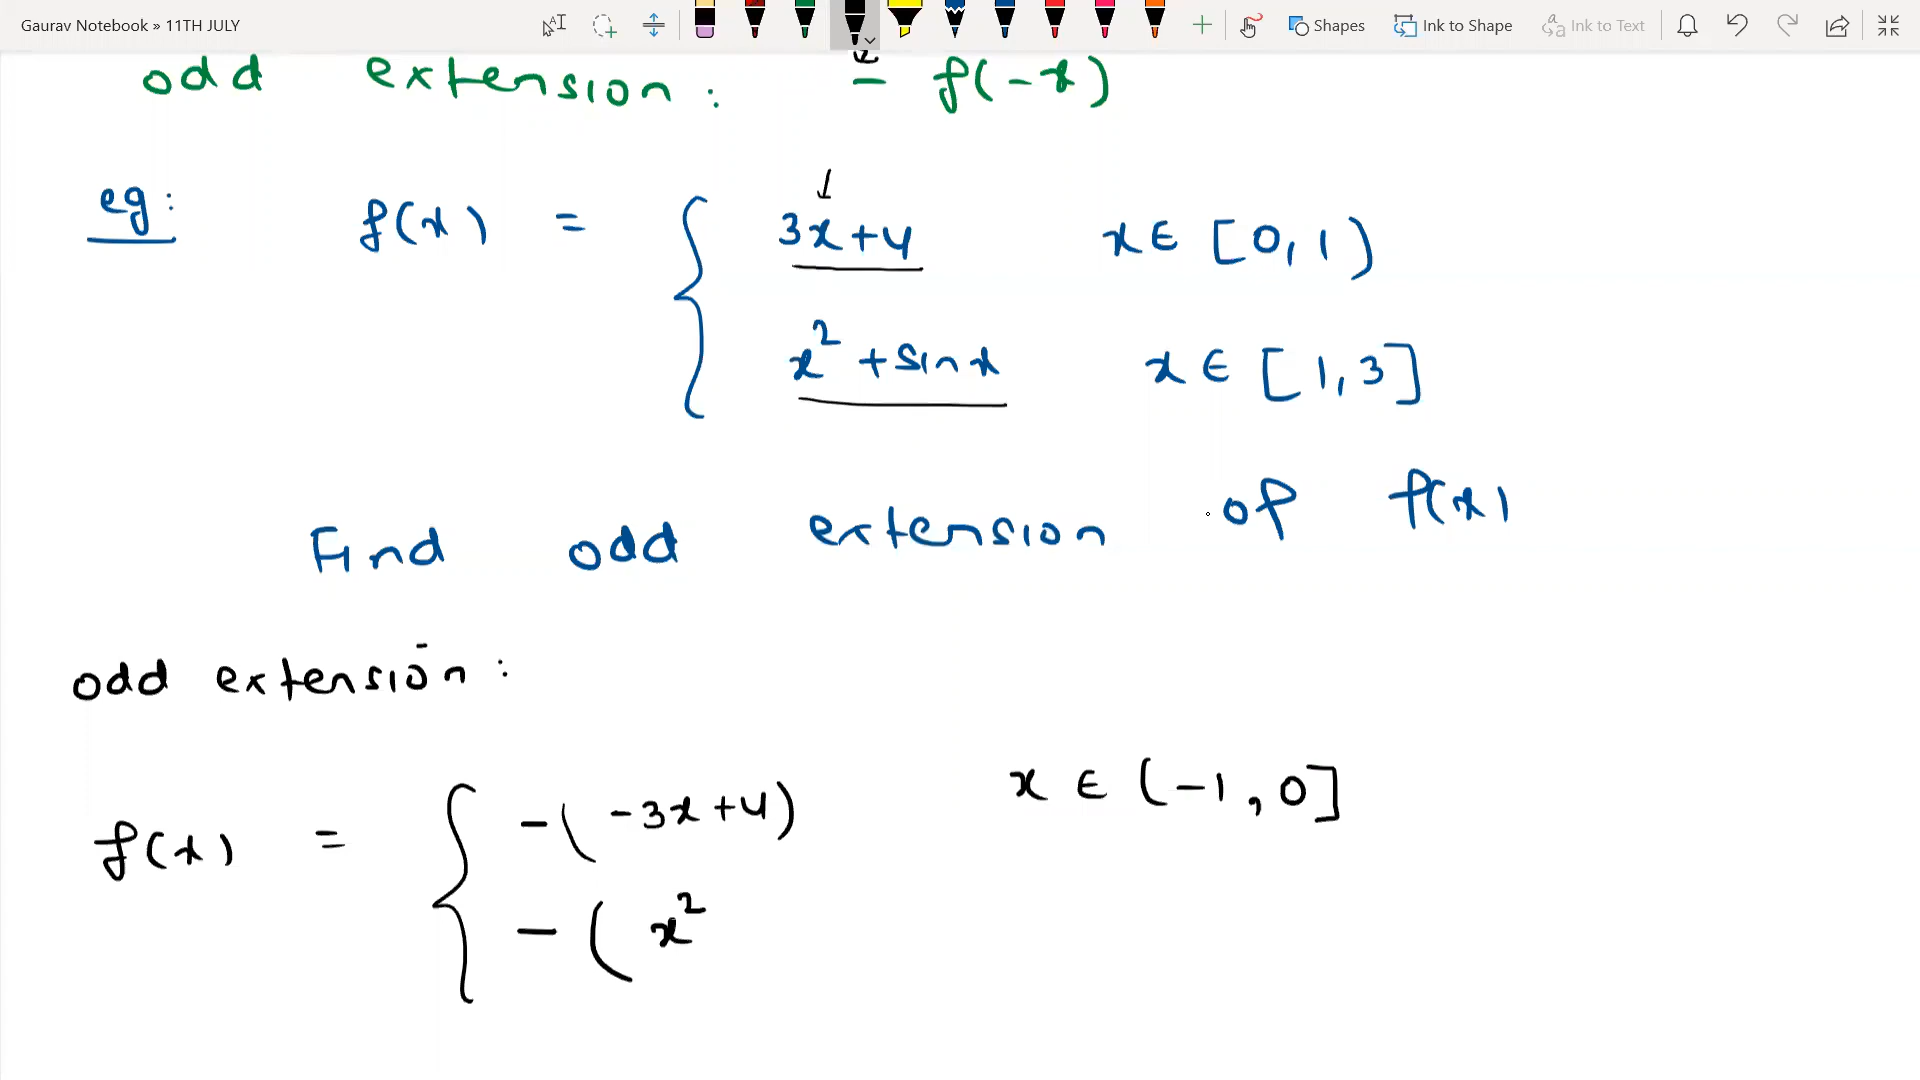 Gaurav Notebook » 11TH JULY
Shapes Ink to Shape Ink to Text
odd extension : - f(-x)
eg: f(x) = { 3x+4 x∈ [0,1)
x² + sinx x ∈ [1,3]
Find odd extension of f(x)
odd extension :
f(x) = { -( -3x+4) x ∈ (-1,0]
- ( x²